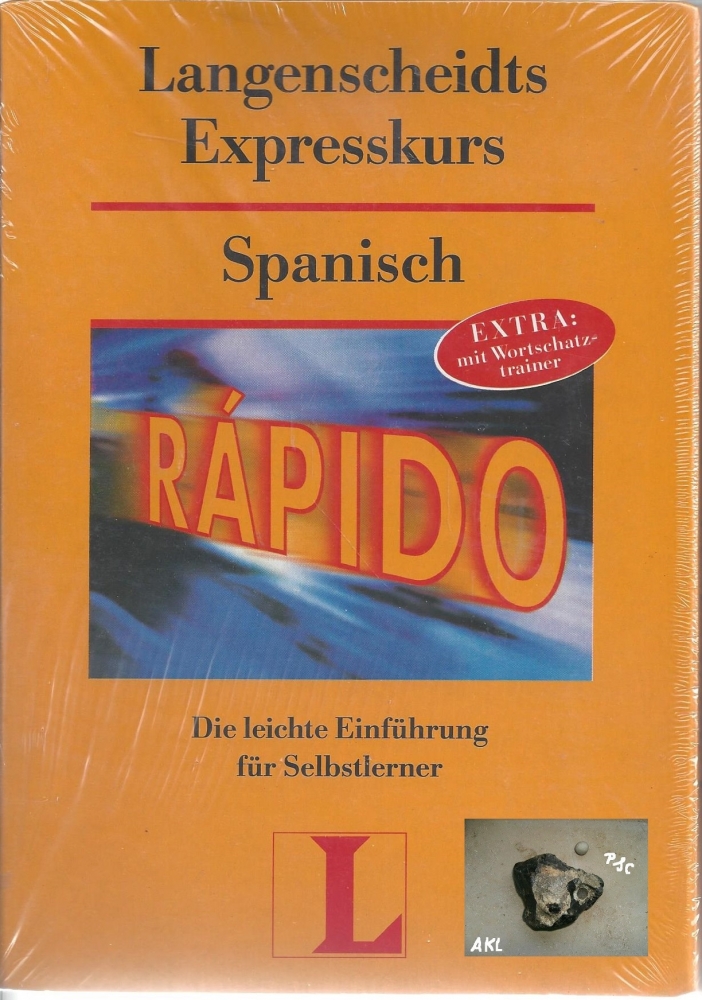 Langenscheidts
Expresskurs
Spanisch
EXTRA:
mit Wortschatz-
trainer
RÁPIDO
Die leichte Einführung
für Selbstlerner
L
PSC
AKL